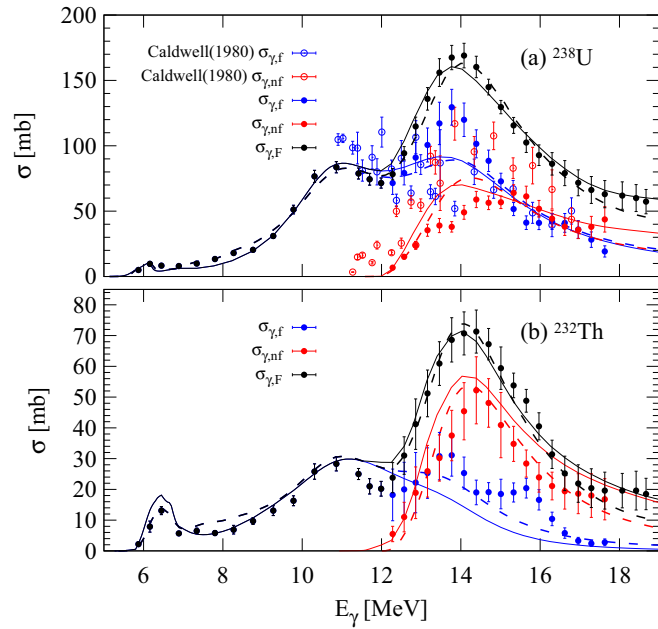 200
150
100
50
0
σ [mb]
(a) ²³⁸U
Caldwell(1980) σγ,f
Caldwell(1980) σγ,nf
σγ,f
σγ,nf
σγ,F
80
70
60
50
40
30
20
10
0
σ [mb]
(b) ²³²Th
σγ,f
σγ,nf
σγ,F
6 8 10 12 14 16 18
Eγ [MeV]